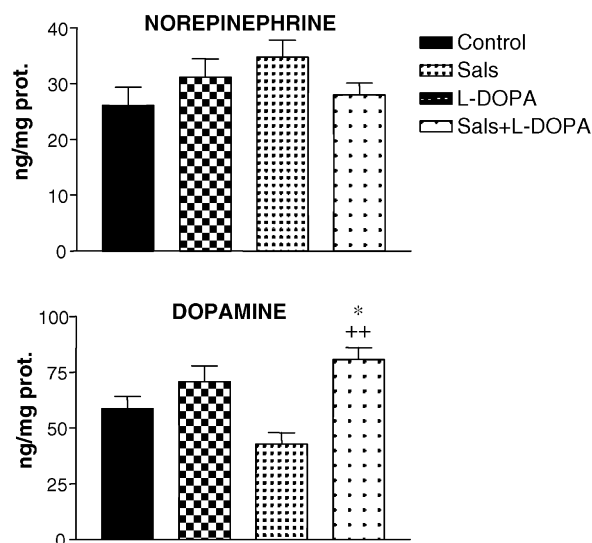 NOREPINEPHRINE
40
30
20
10
0
ng/mg prot.
Control
Sals
L-DOPA
Sals+L-DOPA
DOPAMINE
100
75
50
25
0
ng/mg prot.
*
++